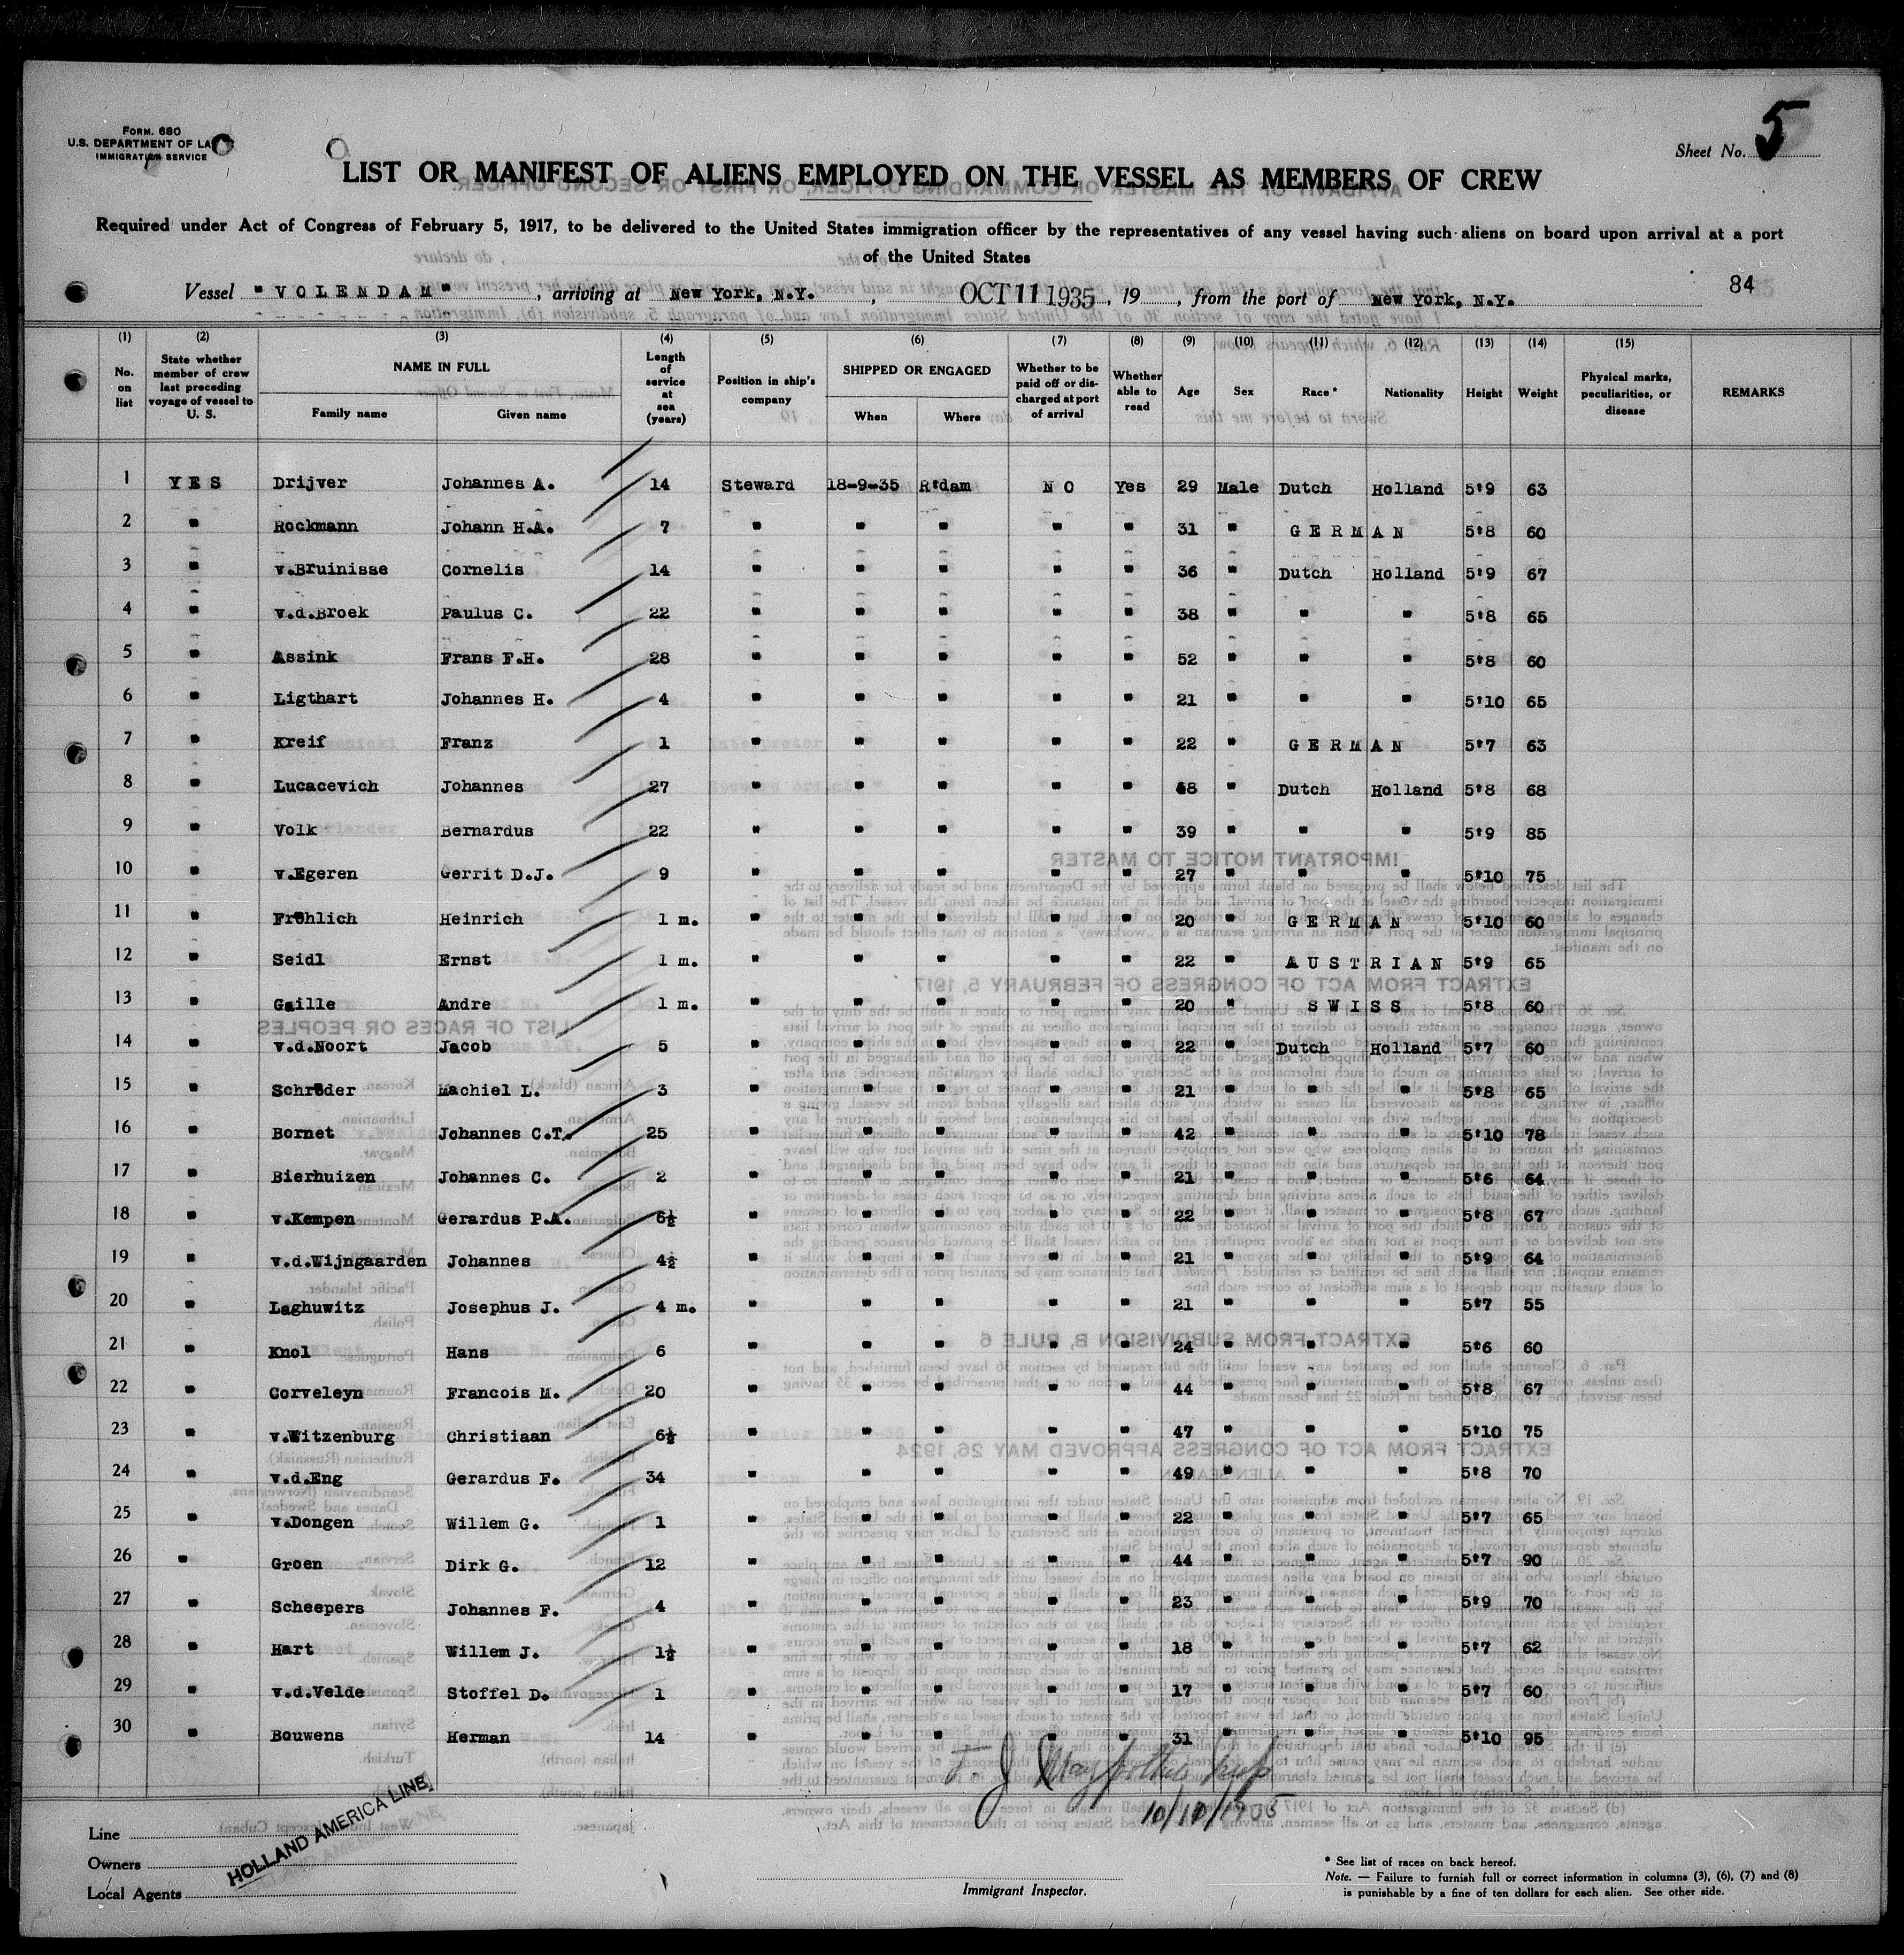 FORM. 680
U.S. DEPARTMENT OF LA
IMMIGRATION SERVICE
Sheet No. 5
LIST OR MANIFEST OF ALIENS EMPLOYED ON THE VESSEL AS MEMBERS OF CREW
Required under Act of Congress of February 5, 1917, to be delivered to the United States immigration officer by the representatives of any vessel having such aliens on board upon arrival at a port
of the United States
Vessel "VOLENDAM", arriving at New York, N.Y., OCT 11 1935, 19 , from the port of New York, N.Y. 84
(1) (2) (3) (4) (5) (6) (7) (8) (9) (10) (11) (12) (13) (14) (15)
No. on list | State whether member of crew last preceding voyage of vessel to U. S. | NAME IN FULL | Family name | Given name | Length of service at sea (years) | Position in ship's company | SHIPPED OR ENGAGED | When | Where | Whether to be paid off or discharged at port of arrival | Whether able to read | Age | Sex | Race* | Nationality | Height | Weight | Physical marks, peculiarities, or disease | REMARKS
1 YES Drijver Johannes A. 14 Steward 18-9-35 R'dam NO Yes 29 Male Dutch Holland 5'9 63
2 " Rockmann Johann H.A. 7 " " " " " 31 " GERMAN 5'8 60
3 " v.Bruinisse Cornelis 14 " " " " " 36 " Dutch Holland 5'9 67
4 " v.d.Broek Paulus C. 22 " " " " " 38 " " " 5'8 65
5 " Assink Frans F.H. 28 " " " " " 52 " " " 5'8 60
6 " Ligthart Johannes H. 4 " " " " " 21 " " " 5'10 65
7 " Kreif Franz 1 " " " " " 22 " GERMAN 5'7 63
8 " Lucacevich Johannes 27 " " " " " 48 " Dutch Holland 5'8 68
9 " Volk Bernardus 22 " " " " " 39 " " " 5'9 85
10 " v.Egeren Gerrit D.J. 9 " " " " " 27 " " " 5'10 75
11 " Fröhlich Heinrich 1 m. " " " " " 20 " GERMAN 5'10 60
12 " Seidl Ernst 1 m. " " " " " 22 " AUSTRIAN 5'9 65
13 " Gaille Andre 1 m. " " " " " 20 " SWISS 5'8 60
14 " v.d.Noort Jacob 5 " " " " " 22 " Dutch Holland 5'7 60
15 " Schröder Machiel L. 3 " " " " " 21 " " " 5'8 65
16 " Bornet Johannes C.T. 25 " " " " " 42 " " " 5'10 78
17 " Bierhuizen Johannes C. 2 " " " " " 21 " " " 5'6 64
18 " v.Kempen Gerardus P.A. 6½ " " " " " 22 " " " 5'8 67
19 " v.d.Wijngaarden Johannes 4½ " " " " " 21 " " " 5'9 64
20 " Laghuwitz Josephus J. 4 m. " " " " " 21 " " " 5'7 55
21 " Knol Hans 6 " " " " " 24 " " " 5'6 60
22 " Corveleyn Francois M. 20 " " " " " 44 " " " 5'8 67
23 " v.Witzenburg Christiaan 6½ " " " " " 47 " " " 5'10 75
24 " v.d.Eng Gerardus F. 34 " " " " " 49 " " " 5'8 70
25 " v.Dongen Willem G. 1 " " " " " 22 " " " 5'7 65
26 " Groen Dirk G. 12 " " " " " 44 " " " 5'7 90
27 " Scheepers Johannes F. 4 " " " " " 23 " " " 5'9 70
28 " Hart Willem J. 1½ " " " " " 18 " " " 5'7 62
29 " v.d.Velde Stoffel D. 1 " " " " " 17 " " " 5'7 60
30 " Bouwens Herman 14 " " " " " 31 " " " 5'10 95
10/10/1935
Line
Owners
Local Agents
HOLLAND AMERICA LINE
Immigrant Inspector.
* See list of races on back hereof.
Note. — Failure to furnish full or correct information in columns (3), (6), (7) and (8)
is punishable by a fine of ten dollars for each alien. See other side.